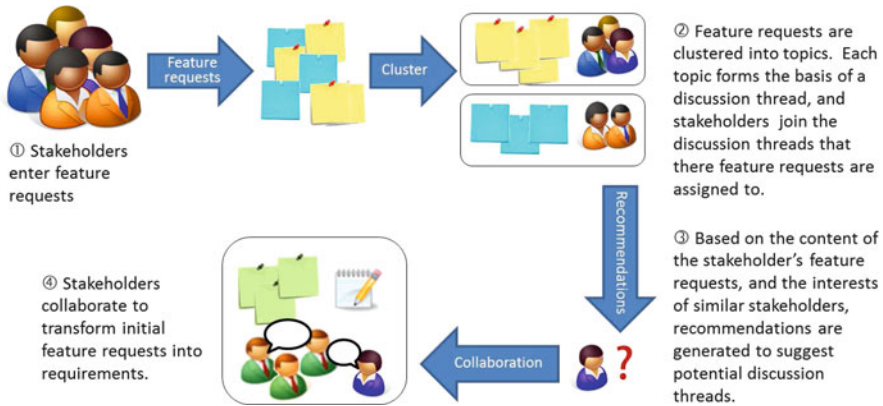 Feature
requests
Cluster
① Stakeholders
enter feature
requests
② Feature requests are
clustered into topics.  Each
topic forms the basis of a
discussion thread, and
stakeholders  join the
discussion threads that
there feature requests are
assigned to.
Recommendations
③ Based on the content of
the stakeholder's feature
requests, and the interests
of similar stakeholders,
recommendations are
generated to suggest
potential discussion
threads.
?
Collaboration
④ Stakeholders
collaborate to
transform initial
feature requests into
requirements.